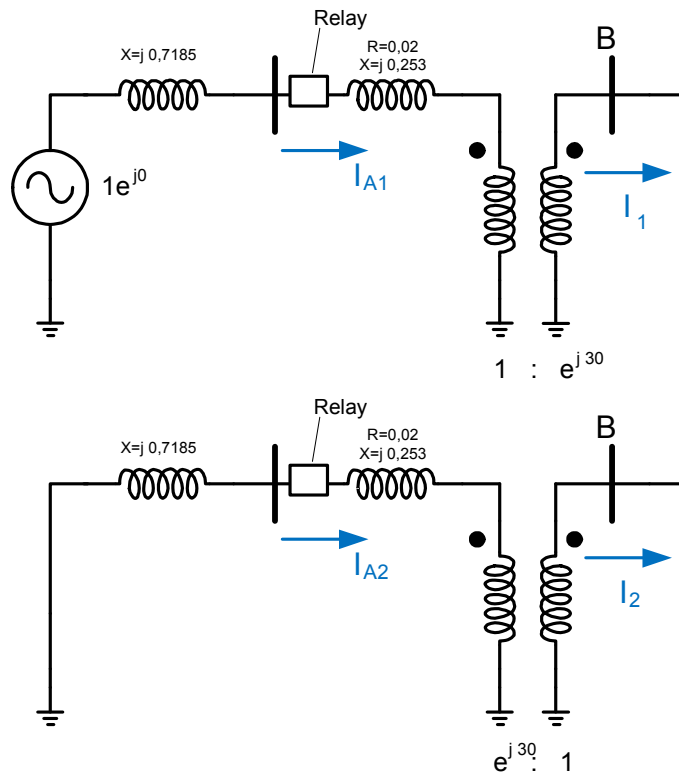 Relay
X=j 0,7185
R=0,02
X=j 0,253
B
1e^j0
I_A1
I_1
1 : e^j 30
Relay
X=j 0,7185
R=0,02
X=j 0,253
B
I_A2
I_2
e^j 30 : 1